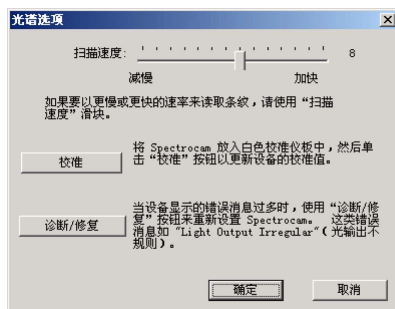 光谱选项
扫描速度:
8
减慢 加快
如果要以更慢或更快的速率来读取条纹，请使用“扫描
速度”滑块。
校准
将 Spectrocam 放入白色校准仪板中，然后单
击“校准”按钮以更新设备的校准值。
诊断/修复
当设备显示的错误消息过多时，使用“诊断/修
复”按钮来重新设置 Spectrocam。 这类错误
消息如 "Light Output Irregular"(光输出不
规则)。
确定
取消